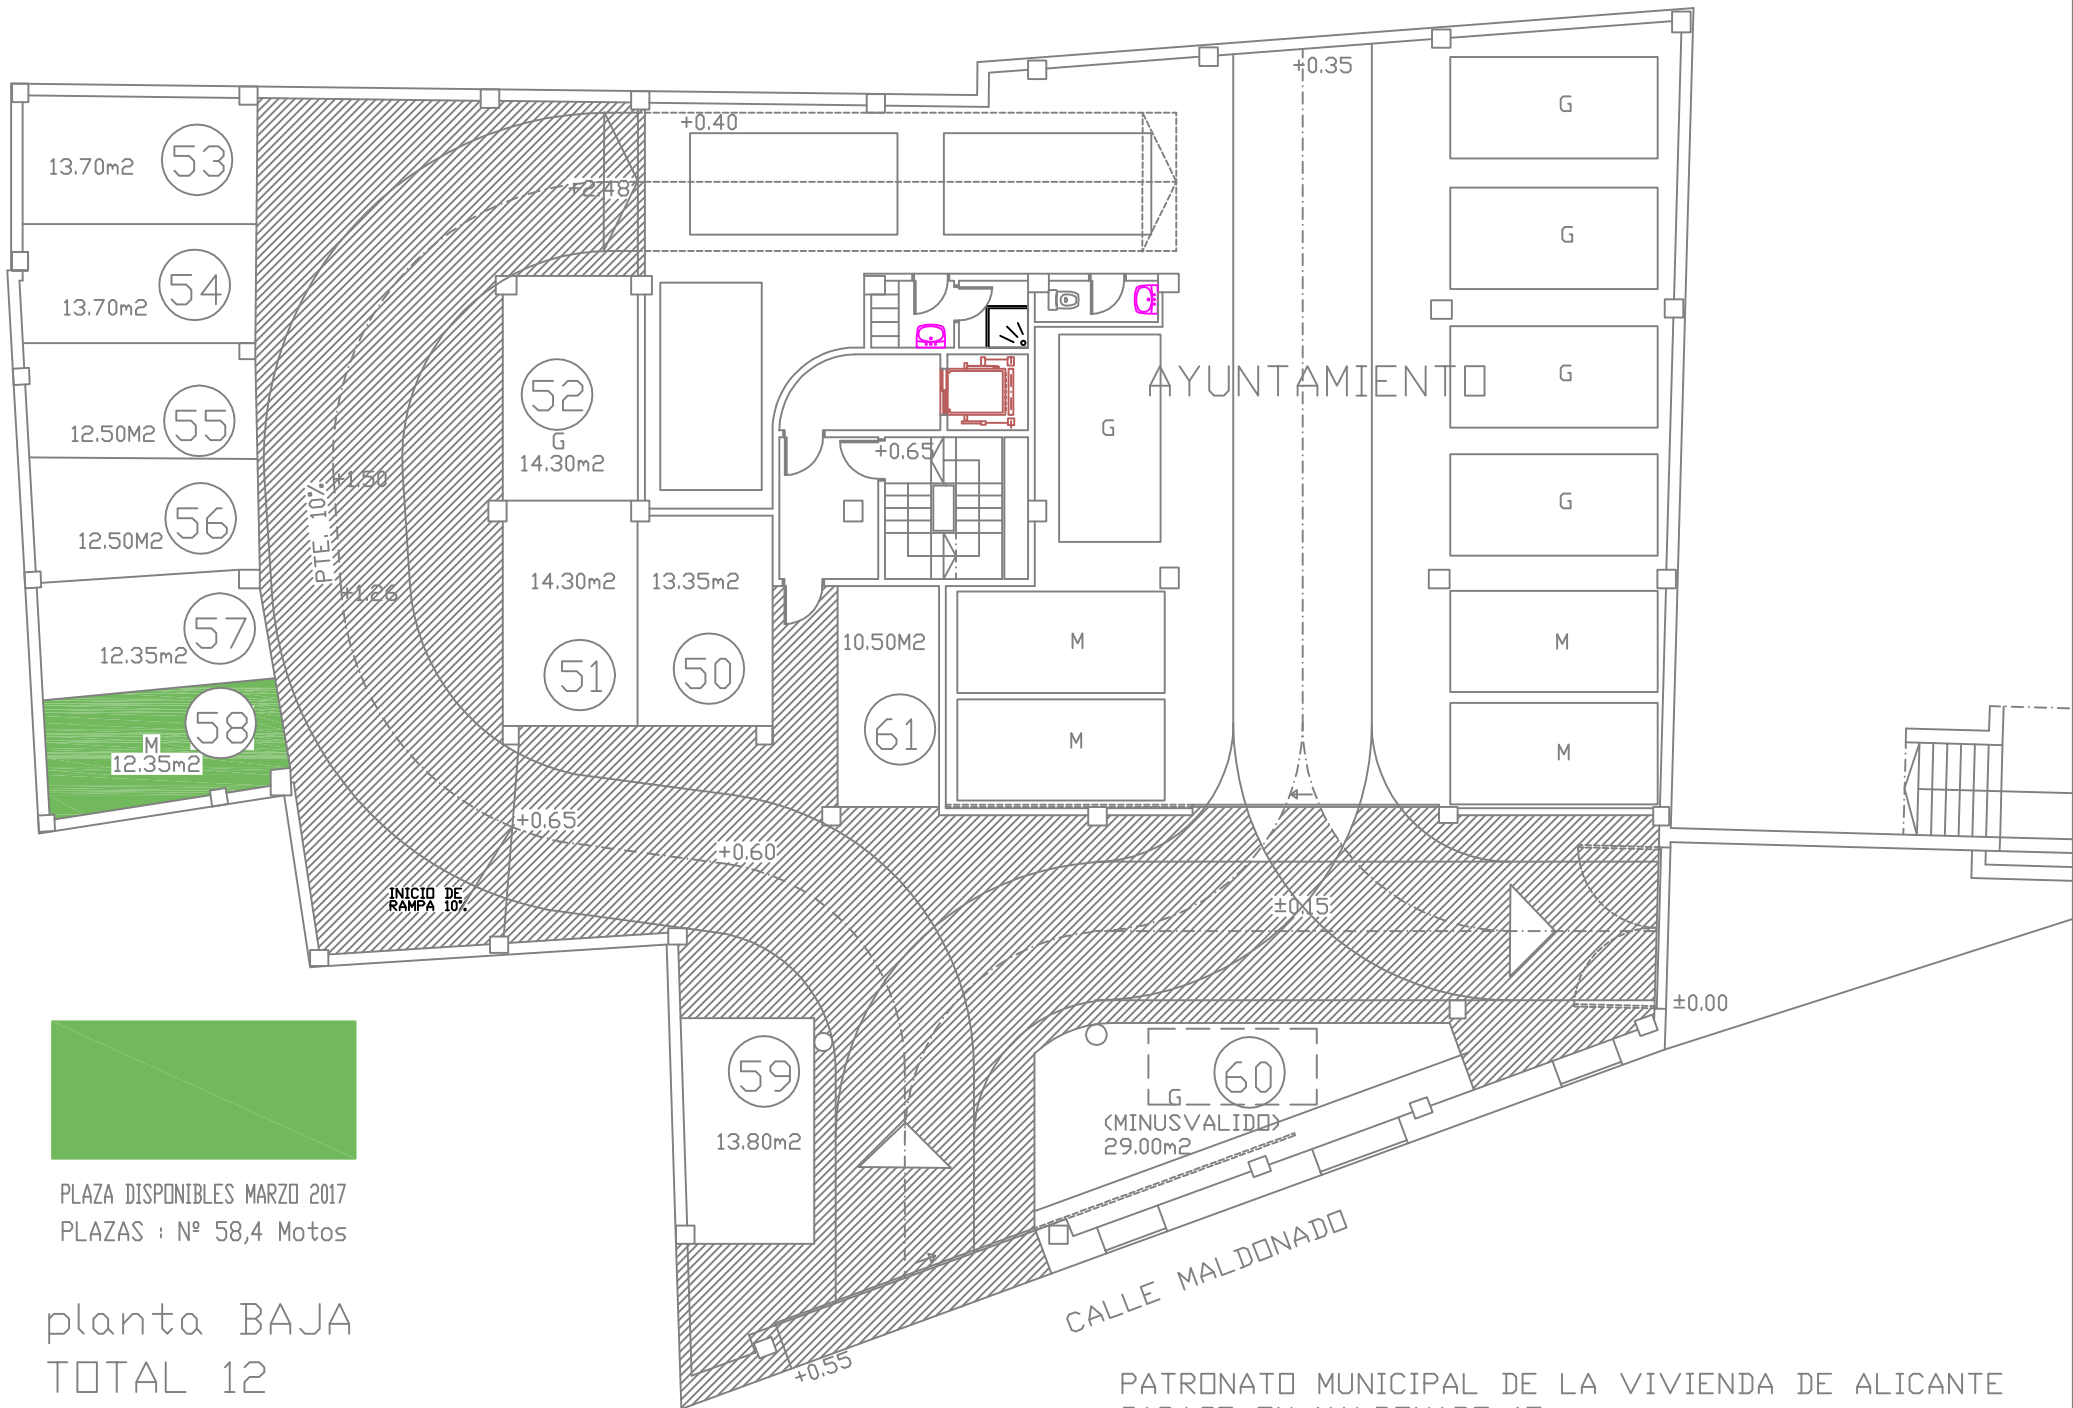 +0.35
G
+0.40
53
13.70m2
+2.48
G
54
13.70m2
AYUNTAMIENTO
G
52
G
14.30m2
55
12.50M2
G
+0.65
+1.50
PTE. 10%
G
56
12.50M2
14.30m2
13.35m2
+1.26
57
12.35m2
10.50M2
M
M
51
50
58
M
12.35m2
61
M
M
+0.65
+0.60
INICIO DE
RAMPA 10%
±0.15
±0.00
59
13.80m2
60
G
(MINUSVALIDO)
29.00m2
PLAZA DISPONIBLES MARZO 2017
PLAZAS : Nº 58,4 Motos
CALLE MALDONADO
planta BAJA
TOTAL 12
+0.55
PATRONATO MUNICIPAL DE LA VIVIENDA DE ALICANTE